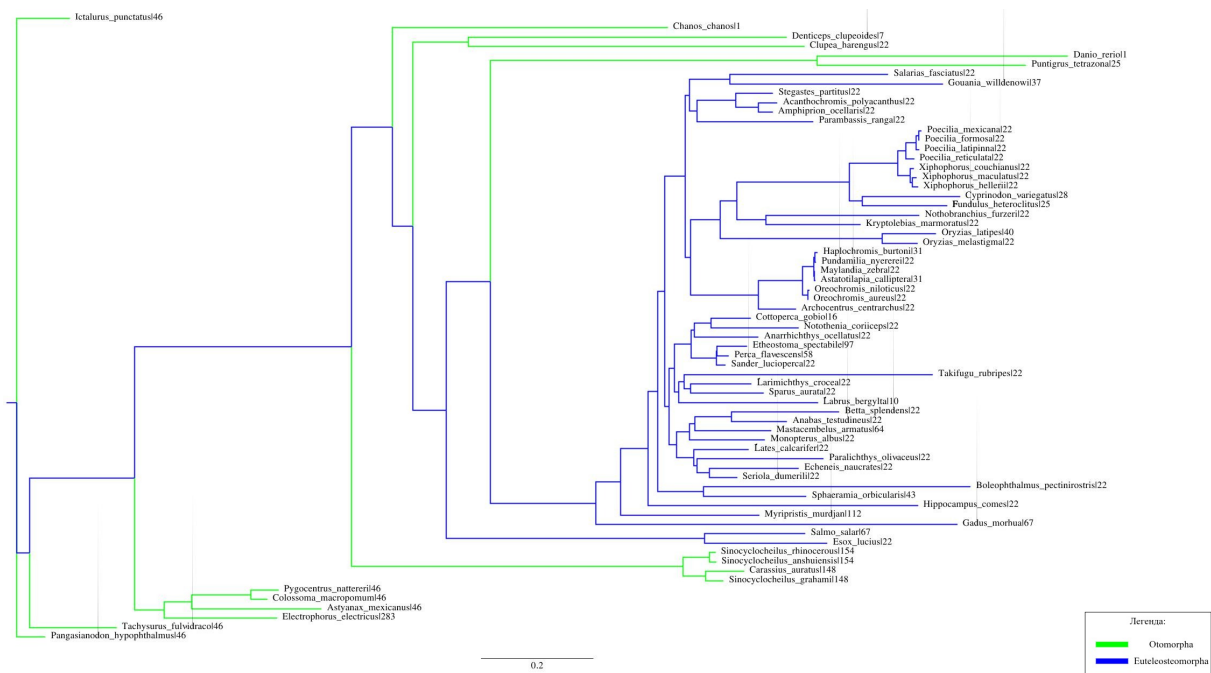 Ictalurus_punctatus|46
Chanos_chanos|1
Denticeps_clupeoides|7
Clupea_harengus|22
Danio_rerio|1
Puntigrus_tetrazona|25
Salarias_fasciatus|22
Gouania_willdenowi|37
Stegastes_partitus|22
Acanthochromis_polyacanthus|22
Amphiprion_ocellaris|22
Parambassis_ranga|22
Poecilia_mexicana|22
Poecilia_formosa|22
Poecilia_latipinna|22
Poecilia_reticulata|22
Xiphophorus_couchianus|22
Xiphophorus_maculatus|22
Xiphophorus_hellerii|22
Cyprinodon_variegatus|28
Fundulus_heteroclitus|25
Nothobranchius_furzeri|22
Kryptolebias_marmoratus|22
Oryzias_latipes|40
Oryzias_melastigma|22
Haplochromis_burtoni|31
Pundamilia_nyererei|22
Maylandia_zebra|22
Astatotilapia_calliptera|31
Oreochromis_niloticus|22
Oreochromis_aureus|22
Archocentrus_centrarchus|22
Cottoperca_gobio|16
Notothenia_coriiceps|22
Anarrhichthys_ocellatus|22
Etheostoma_spectabile|97
Perca_flavescens|58
Sander_lucioperca|22
Takifugu_rubripes|22
Larimichthys_crocea|22
Sparus_aurata|22
Labrus_bergylta|10
Betta_splendens|22
Anabas_testudineus|22
Mastacembelus_armatus|64
Monopterus_albus|22
Lates_calcarifer|22
Paralichthys_olivaceus|22
Echeneis_naucrates|22
Seriola_dumerili|22
Boleophthalmus_pectinirostris|22
Sphaeramia_orbicularis|43
Hippocampus_comes|22
Myripristis_murdjan|112
Gadus_morhua|67
Salmo_salar|67
Esox_lucius|22
Sinocyclocheilus_rhinocerous|154
Sinocyclocheilus_anshuiensis|154
Carassius_auratus|148
Sinocyclocheilus_grahami|148
Pygocentrus_nattereri|46
Colossoma_macropomum|46
Astyanax_mexicanus|46
Electrophorus_electricus|283
Tachysurus_fulvidraco|46
Pangasianodon_hypophthalmus|46
0.2
Легенда:
Otomorpha
Euteleosteomorpha